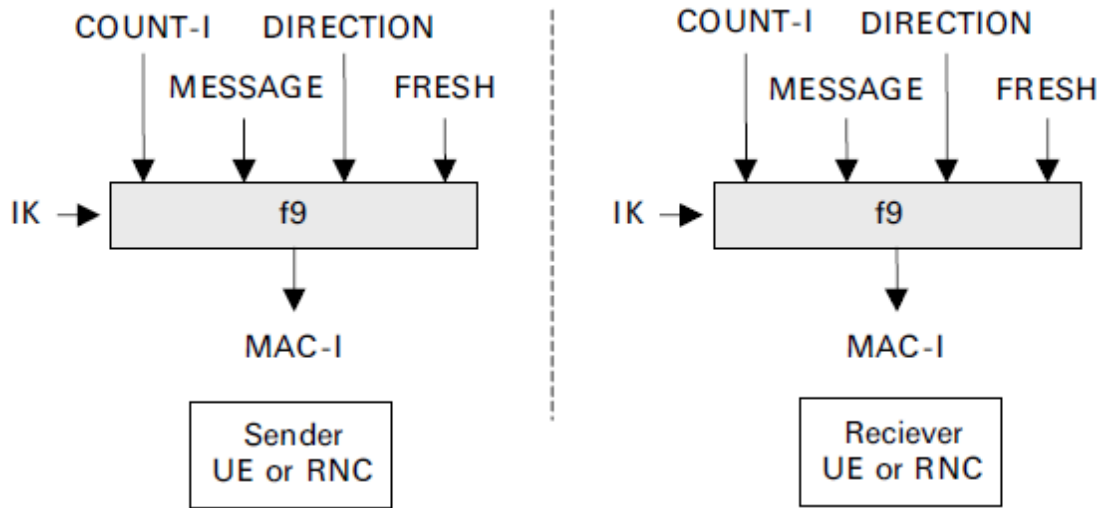 COUNT-I DIRECTION
MESSAGE FRESH
IK f9
MAC-I
Sender
UE or RNC
COUNT-I DIRECTION
MESSAGE FRESH
IK f9
MAC-I
Reciever
UE or RNC